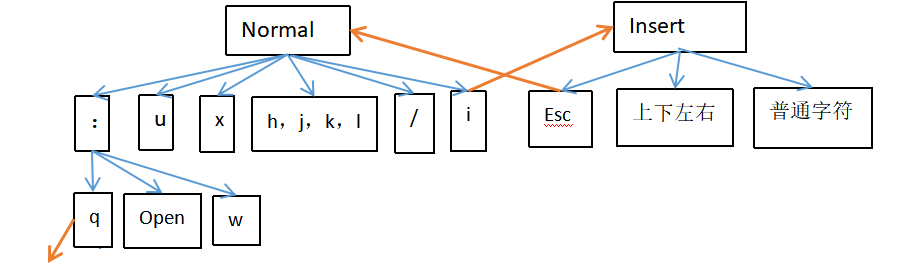 Normal
Insert
：
u
x
h，j，k，l
/
i
Esc
上下左右
普通字符
q
Open
w